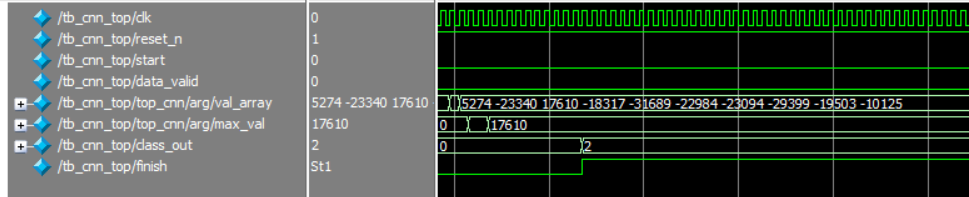 /tb_cnn_top/clk 0
/tb_cnn_top/reset_n 1
/tb_cnn_top/start 0
/tb_cnn_top/data_valid 0
/tb_cnn_top/top_cnn/arg/val_array 5274 -23340 17610 5274 -23340 17610 -18317 -31689 -22984 -23094 -29399 -19503 -10125
/tb_cnn_top/top_cnn/arg/max_val 17610 0 17610
/tb_cnn_top/class_out 2 0 2
/tb_cnn_top/finish St1